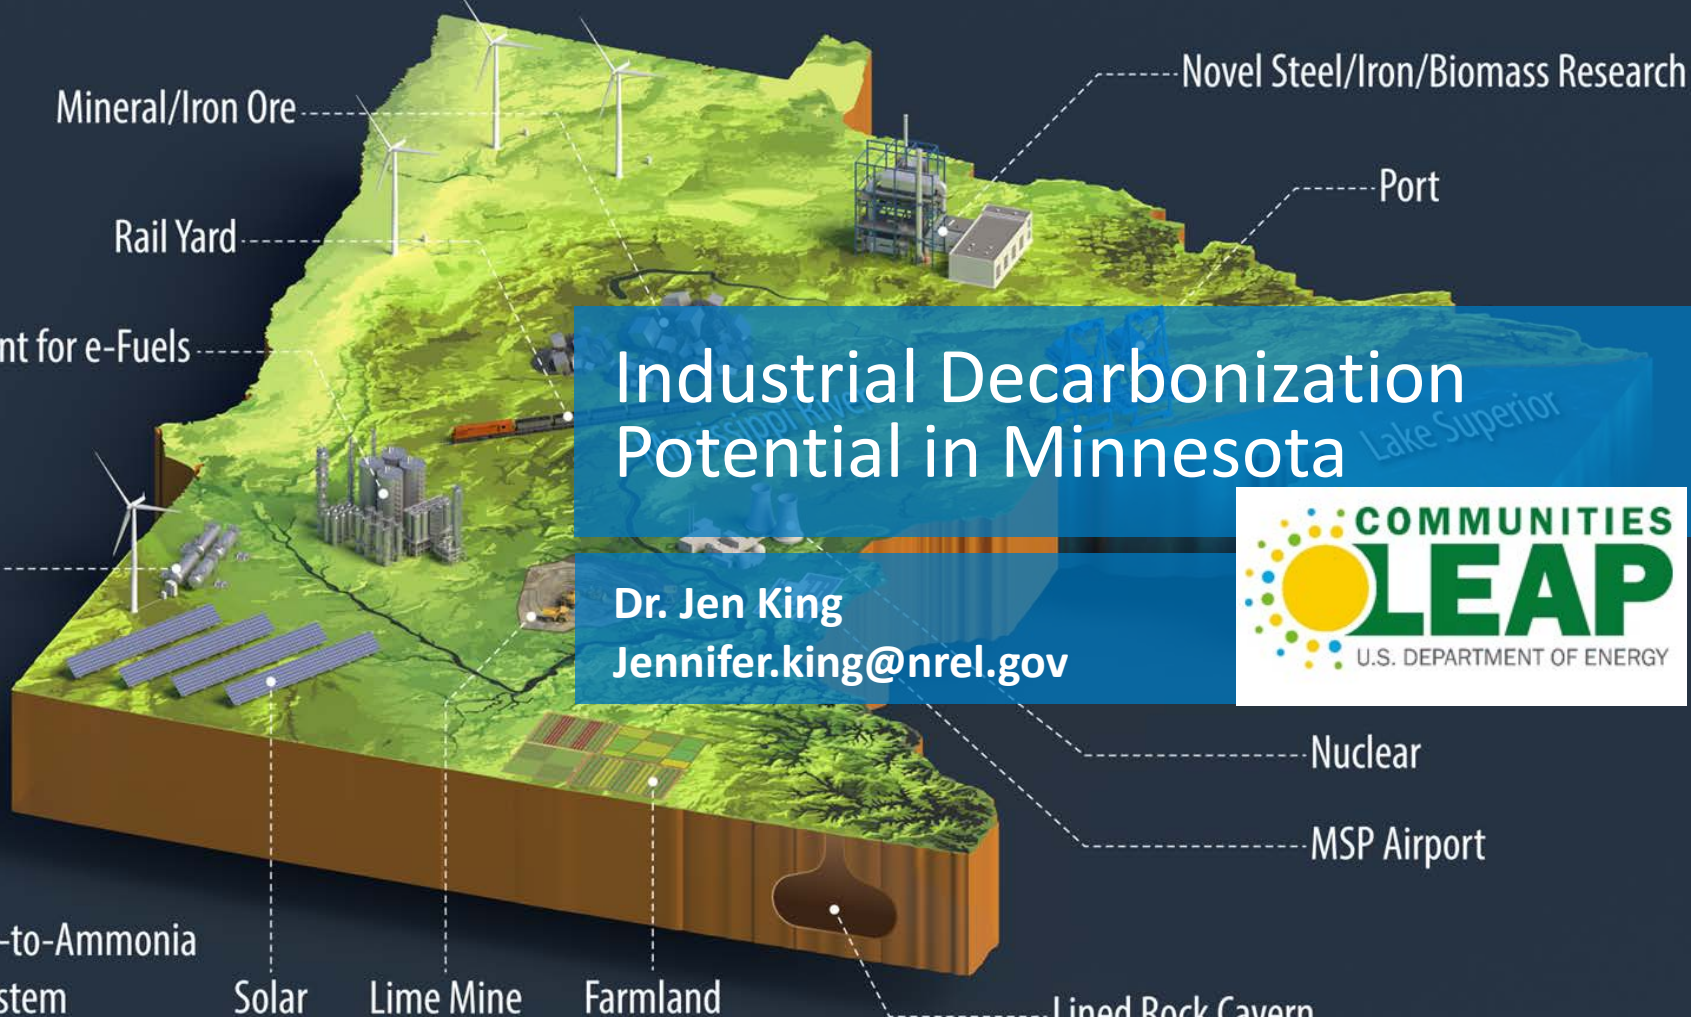 Novel Steel/Iron/Biomass Research
Mineral/Iron Ore
Port
Rail Yard
nt for e-Fuels
Industrial Decarbonization
Potential in Minnesota
Mississippi River
Lake Superior
COMMUNITIES
LEAP
U.S. DEPARTMENT OF ENERGY
Dr. Jen King
Jennifer.king@nrel.gov
Nuclear
MSP Airport
-to-Ammonia
stem
Solar
Lime Mine
Farmland
Lined Rock Cavern